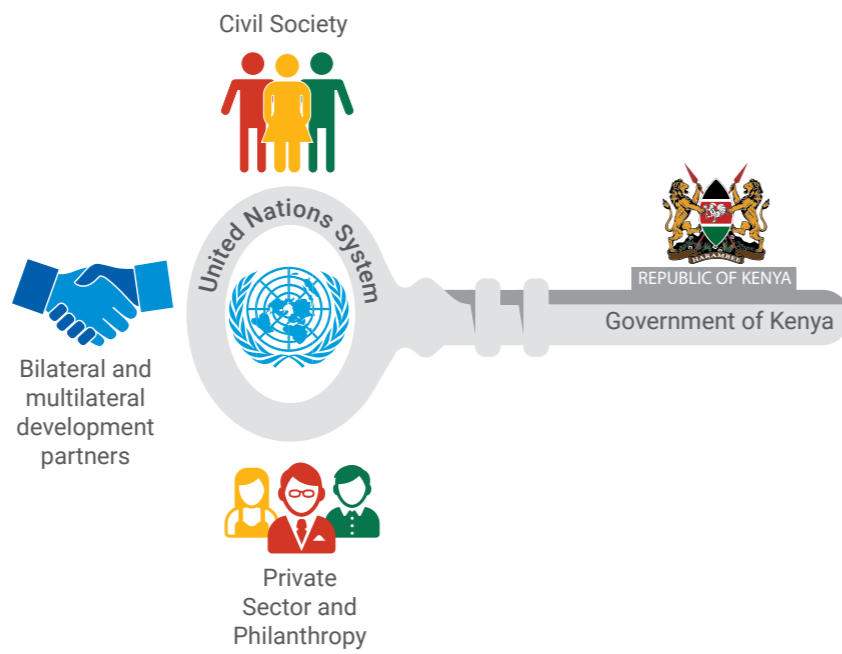 Civil Society
United Nations System
HARAMBEE
REPUBLIC OF KENYA
Government of Kenya
Bilateral and
multilateral
development
partners
Private
Sector and
Philanthropy